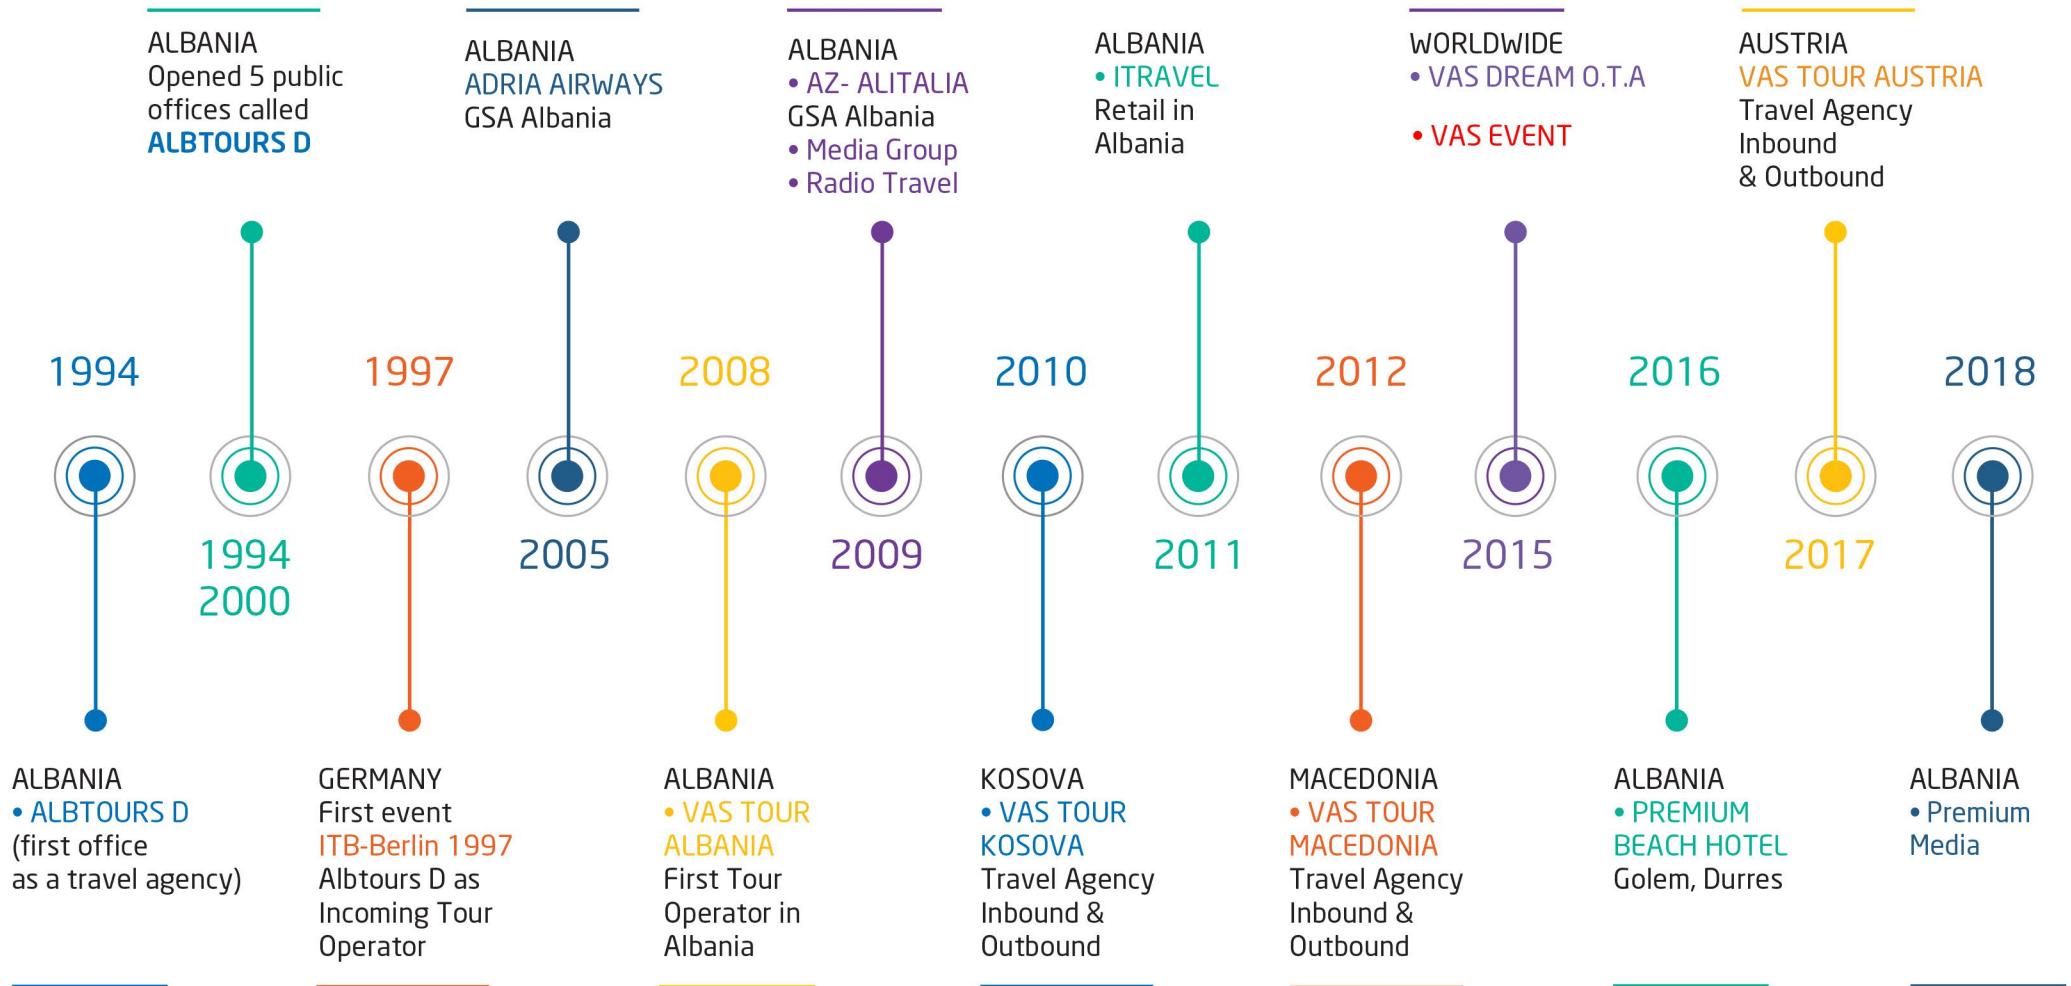 ALBANIA
Opened 5 public
offices called
ALBTOURS D
ALBANIA
ADRIA AIRWAYS
GSA Albania
ALBANIA
• AZ- ALITALIA
GSA Albania
• Media Group
• Radio Travel
ALBANIA
• ITRAVEL
Retail in
Albania
WORLDWIDE
• VAS DREAM O.T.A
• VAS EVENT
AUSTRIA
VAS TOUR AUSTRIA
Travel Agency
Inbound
& Outbound
1994
1997
2008
2010
2012
2016
2018
1994
2000
2005
2009
2011
2015
2017
ALBANIA
• ALBTOURS D
(first office
as a travel agency)
GERMANY
First event
ITB-Berlin 1997
Albtours D as
Incoming Tour
Operator
ALBANIA
• VAS TOUR
ALBANIA
First Tour
Operator in
Albania
KOSOVA
• VAS TOUR
KOSOVA
Travel Agency
Inbound &
Outbound
MACEDONIA
• VAS TOUR
MACEDONIA
Travel Agency
Inbound &
Outbound
ALBANIA
• PREMIUM
BEACH HOTEL
Golem, Durres
ALBANIA
• Premium
Media